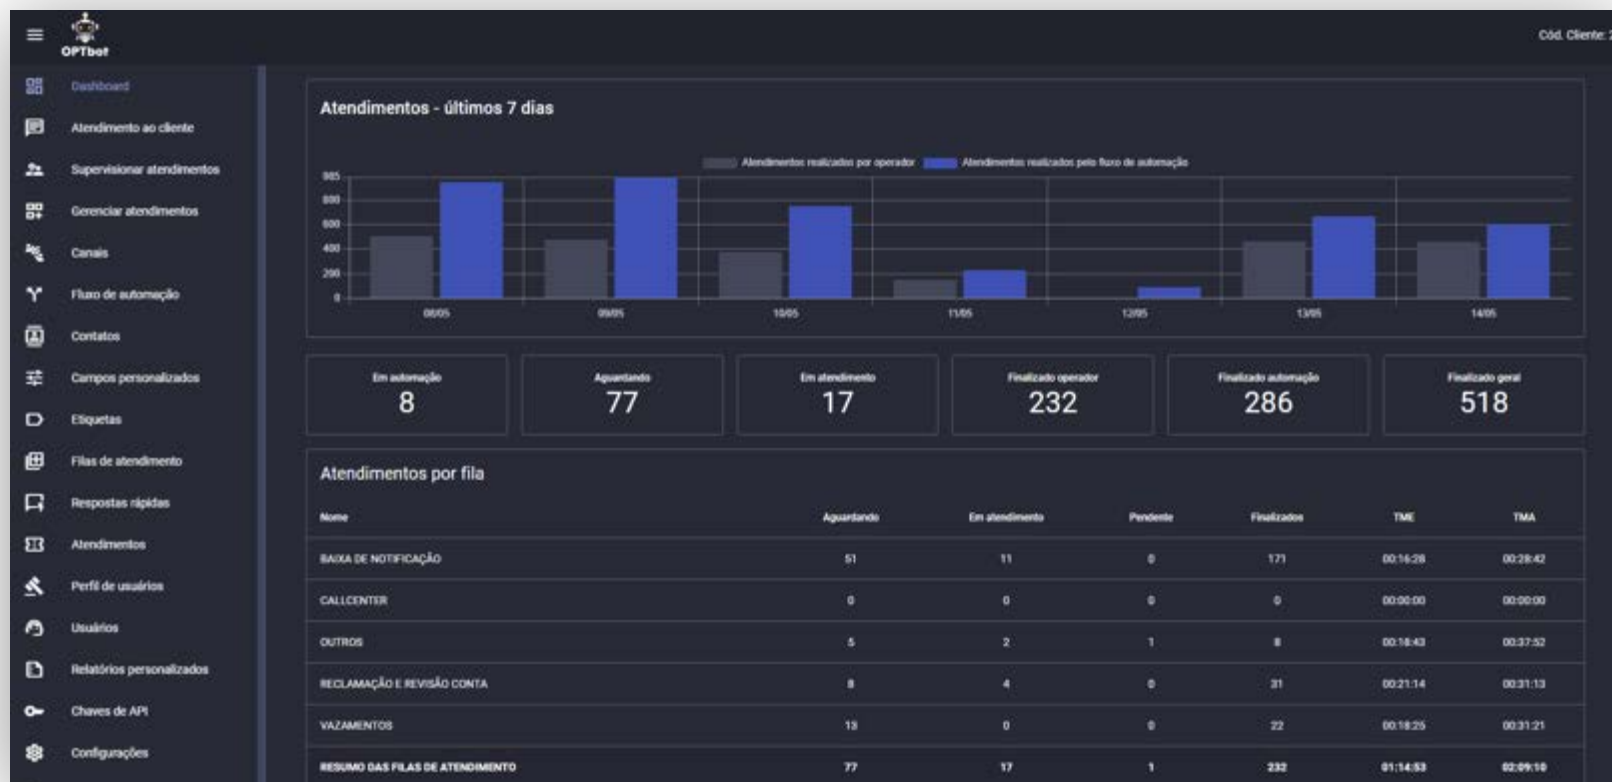 OPTbot
Cód. Cliente: 2
Dashboard
Atendimento ao cliente
Supervisionar atendimentos
Gerenciar atendimentos
Canais
Fluxo de automação
Contatos
Campos personalizados
Etiquetas
Filas de atendimento
Respostas rápidas
Atendimentos
Perfil de usuários
Usuários
Relatórios personalizados
Chaves de API
Configurações
Atendimentos - últimos 7 dias
Atendimentos realizados por operador Atendimentos realizados pelo fluxo de automação
985
800
600
400
200
0
08/05 09/05 10/05 11/05 12/05 13/05 14/05
Em automação Aguardando Em atendimento Finalizado operador Finalizado automação Finalizado geral
8 77 17 232 286 518
Atendimentos por fila
Nome Aguardando Em atendimento Pendente Finalizados TME TMA
BAIXA DE NOTIFICAÇÃO 51 11 0 171 00:16:28 00:28:42
CALLCENTER 0 0 0 0 00:00:00 00:00:00
OUTROS 5 2 1 8 00:18:43 00:37:52
RECLAMAÇÃO E REVISÃO CONTA 8 4 0 31 00:21:14 00:31:13
VAZAMENTOS 13 0 0 22 00:18:25 00:31:21
RESUMO DAS FILAS DE ATENDIMENTO 77 17 1 232 01:14:53 02:09:10